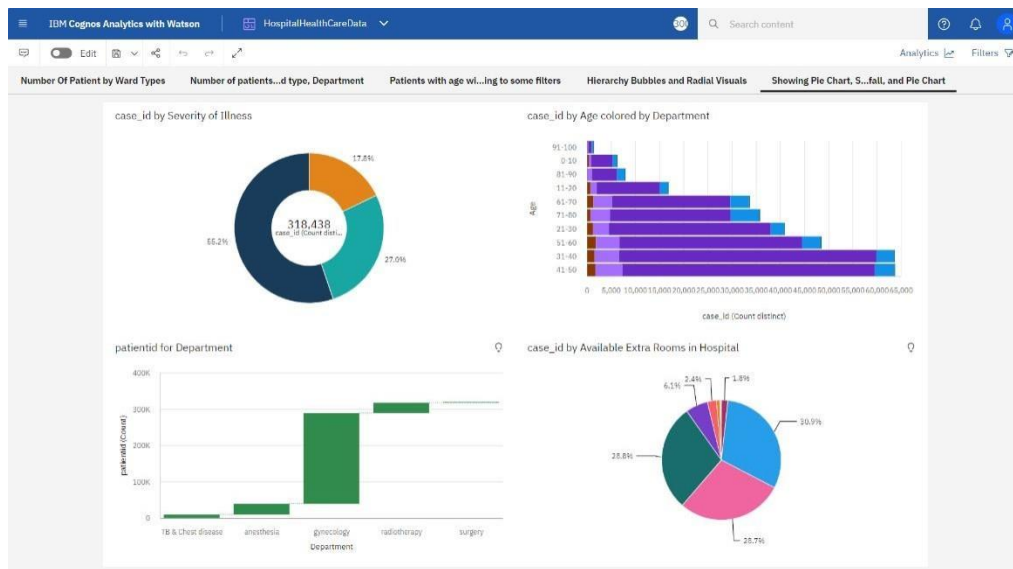 IBM Cognos Analytics with Watson
HospitalHealthCareData
Search content
Edit
Analytics
Filters
Number Of Patient by Ward Types
Number of patients...d type, Department
Patients with age wi...ing to some filters
Hierarchy Bubbles and Radial Visuals
Showing Pie Chart, S...fall, and Pie Chart
case_id by Severity of Illness
17.8%
318,438
case_id (Count disti...
55.2%
27.0%
case_id by Age colored by Department
Age
91-100
0-10
81-90
11-20
61-70
71-80
21-30
51-60
31-40
41-50
0 5,000 10,000 15,000 20,000 25,000 30,000 35,000 40,000 45,000 50,000 55,000 60,000 65,000
case_id (Count distinct)
patientid for Department
patientid (Count)
400K
300K
200K
100K
0
TB & Chest disease anesthesia gynecology radiotherapy surgery
Department
case_id by Available Extra Rooms in Hospital
6.1% 2.4% 1.8%
30.9%
28.8%
28.7%